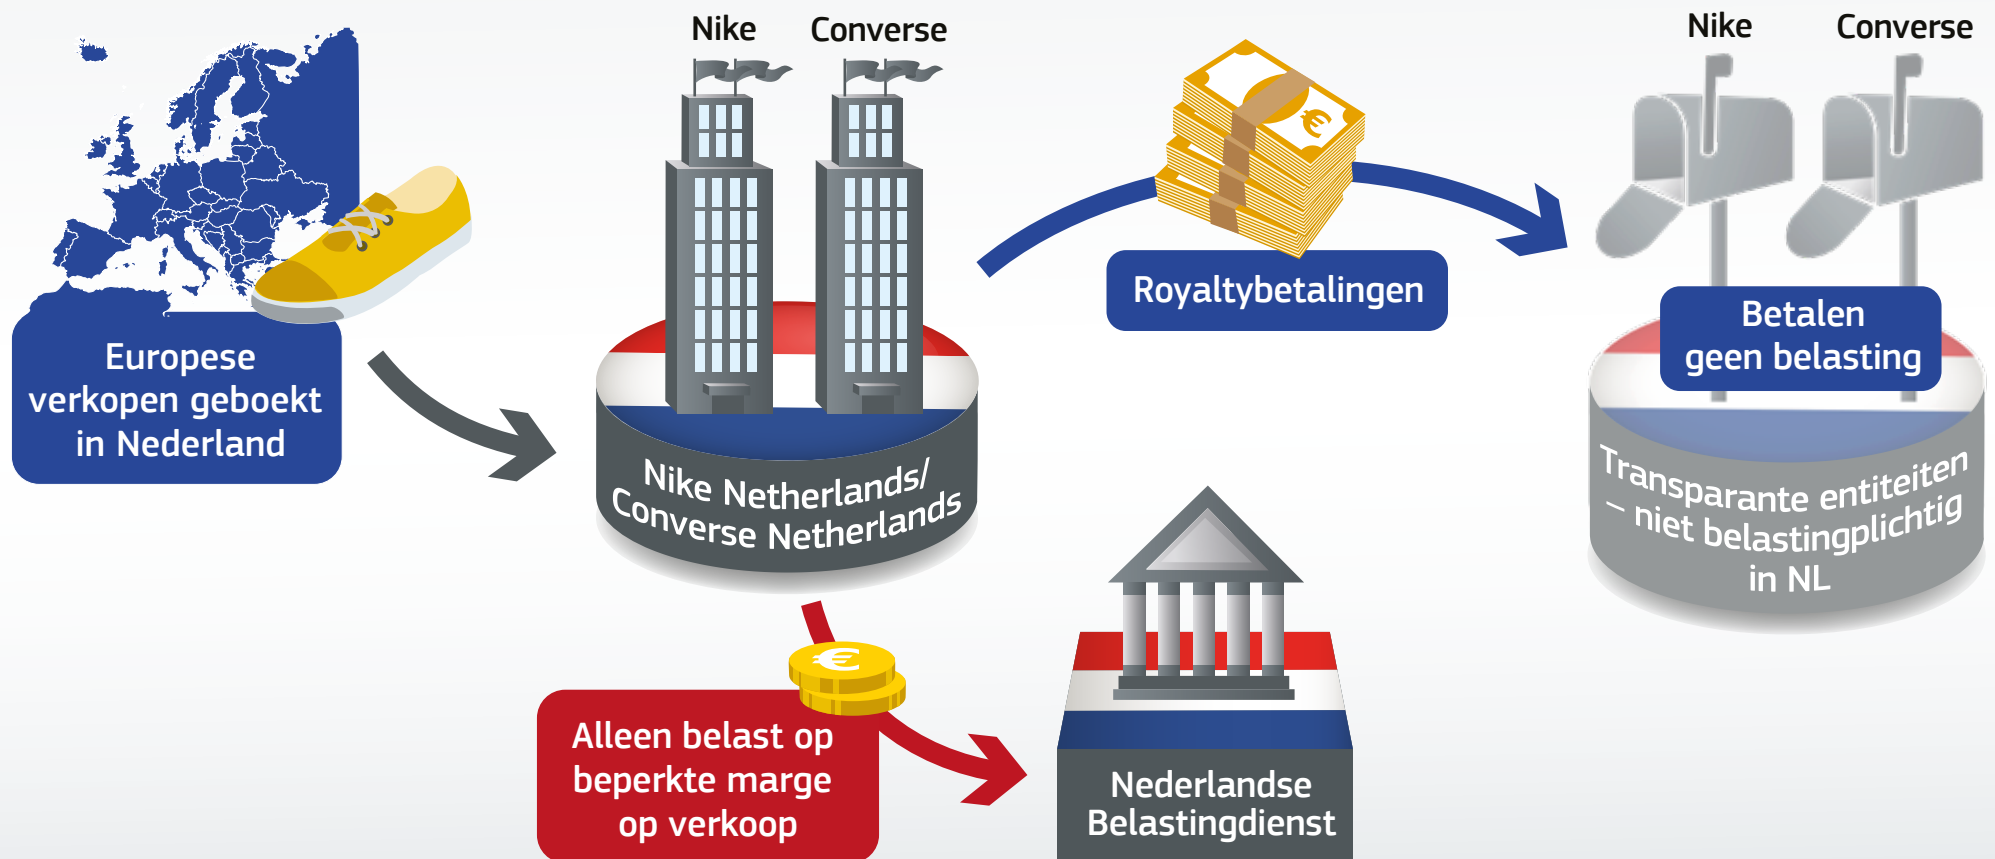 Nike
Converse
Nike
Converse
Europese
verkopen geboekt
in Nederland
Royaltybetalingen
Betalen
geen belasting
Nike Netherlands/
Converse Netherlands
Transparante entiteiten
– niet belastingplichtig
in NL
€
€
Alleen belast op
beperkte marge
op verkoop
Nederlandse
Belastingdienst